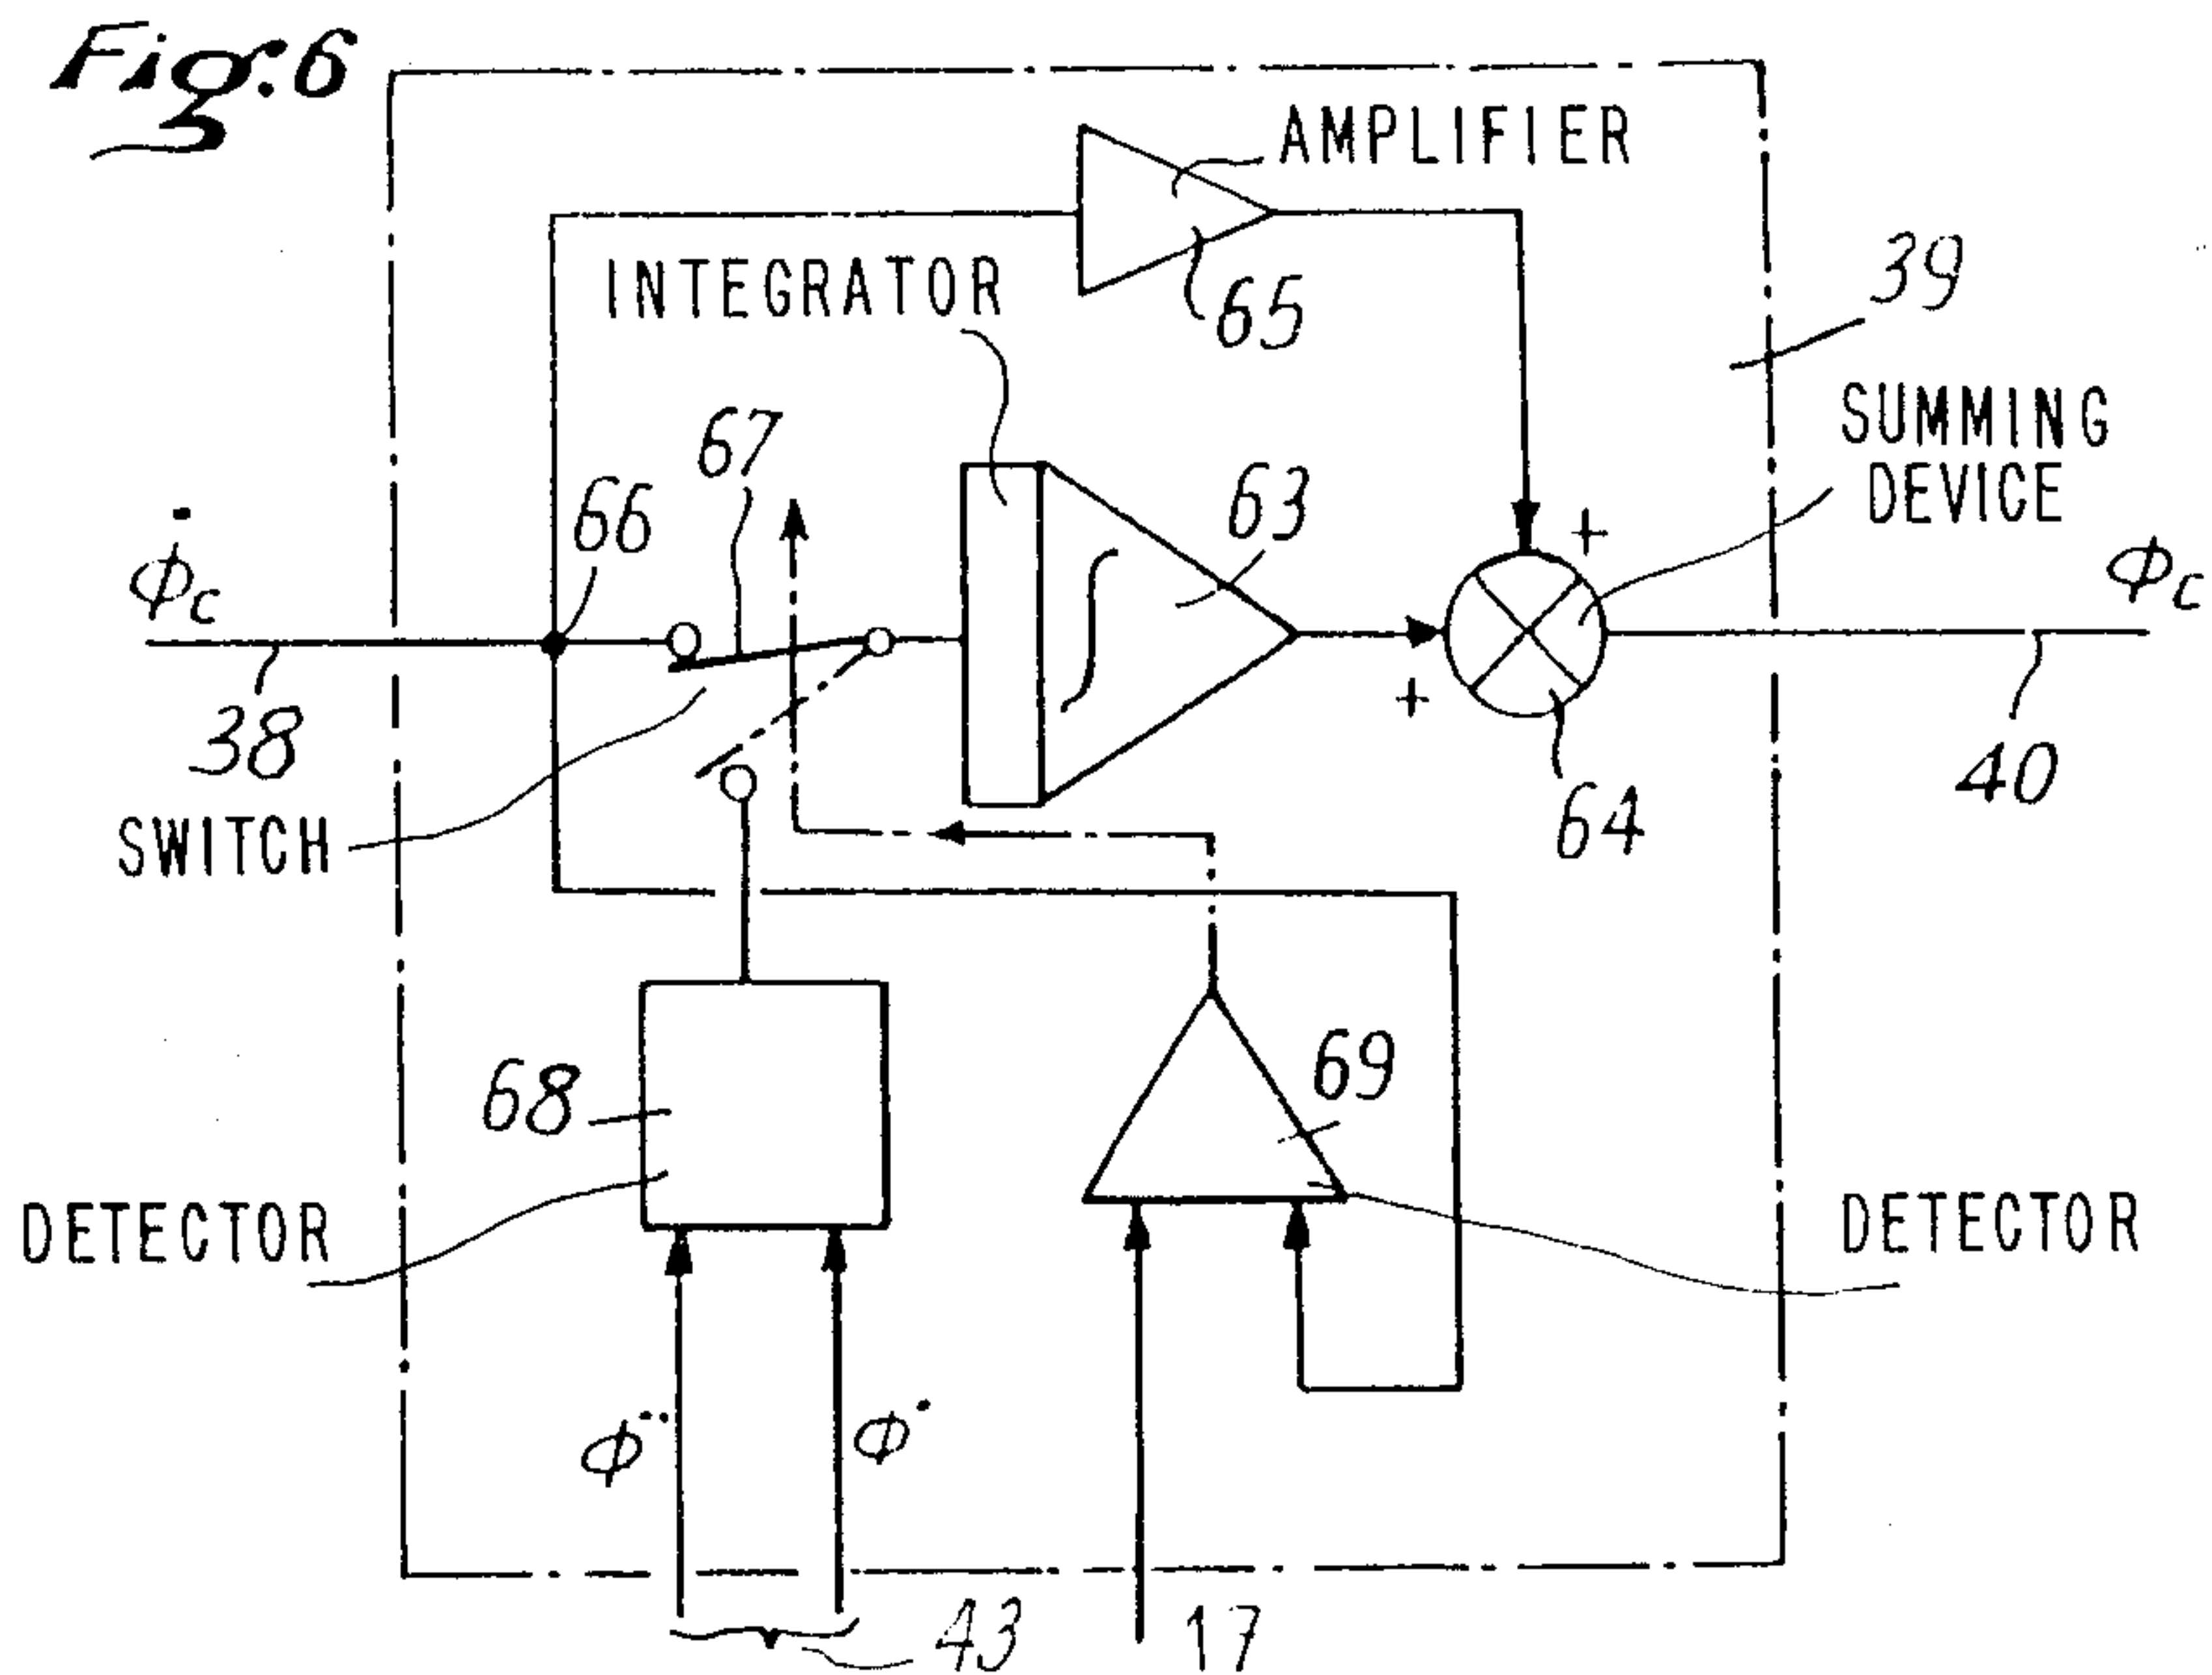 Fig. 6
AMPLIFIER
INTEGRATOR
65
39
SUMMING
DEVICE
67
66
63
Φ̇c
Φc
38
40
64
SWITCH
68
69
DETECTOR
DETECTOR
Φ¨
Φ˙
43
17
+
+